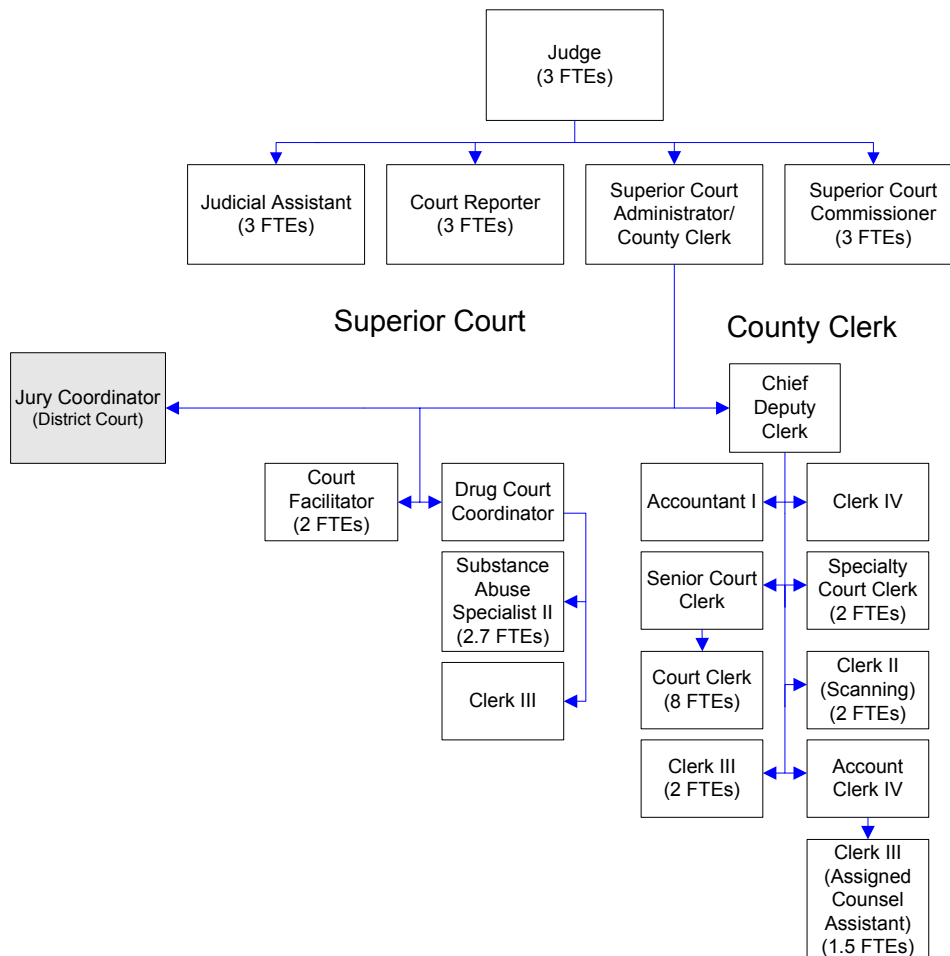 Judge
(3 FTEs)
Judicial Assistant
(3 FTEs)
Court Reporter
(3 FTEs)
Superior Court
Administrator/
County Clerk
Superior Court
Commissioner
(3 FTEs)
Superior Court
County Clerk
Jury Coordinator
(District Court)
Chief
Deputy
Clerk
Court
Facilitator
(2 FTEs)
Drug Court
Coordinator
Accountant I
Clerk IV
Substance
Abuse
Specialist II
(2.7 FTEs)
Senior Court
Clerk
Specialty
Court Clerk
(2 FTEs)
Clerk III
Court Clerk
(8 FTEs)
Clerk II
(Scanning)
(2 FTEs)
Clerk III
(2 FTEs)
Account
Clerk IV
Clerk III
(Assigned
Counsel
Assistant)
(1.5 FTEs)